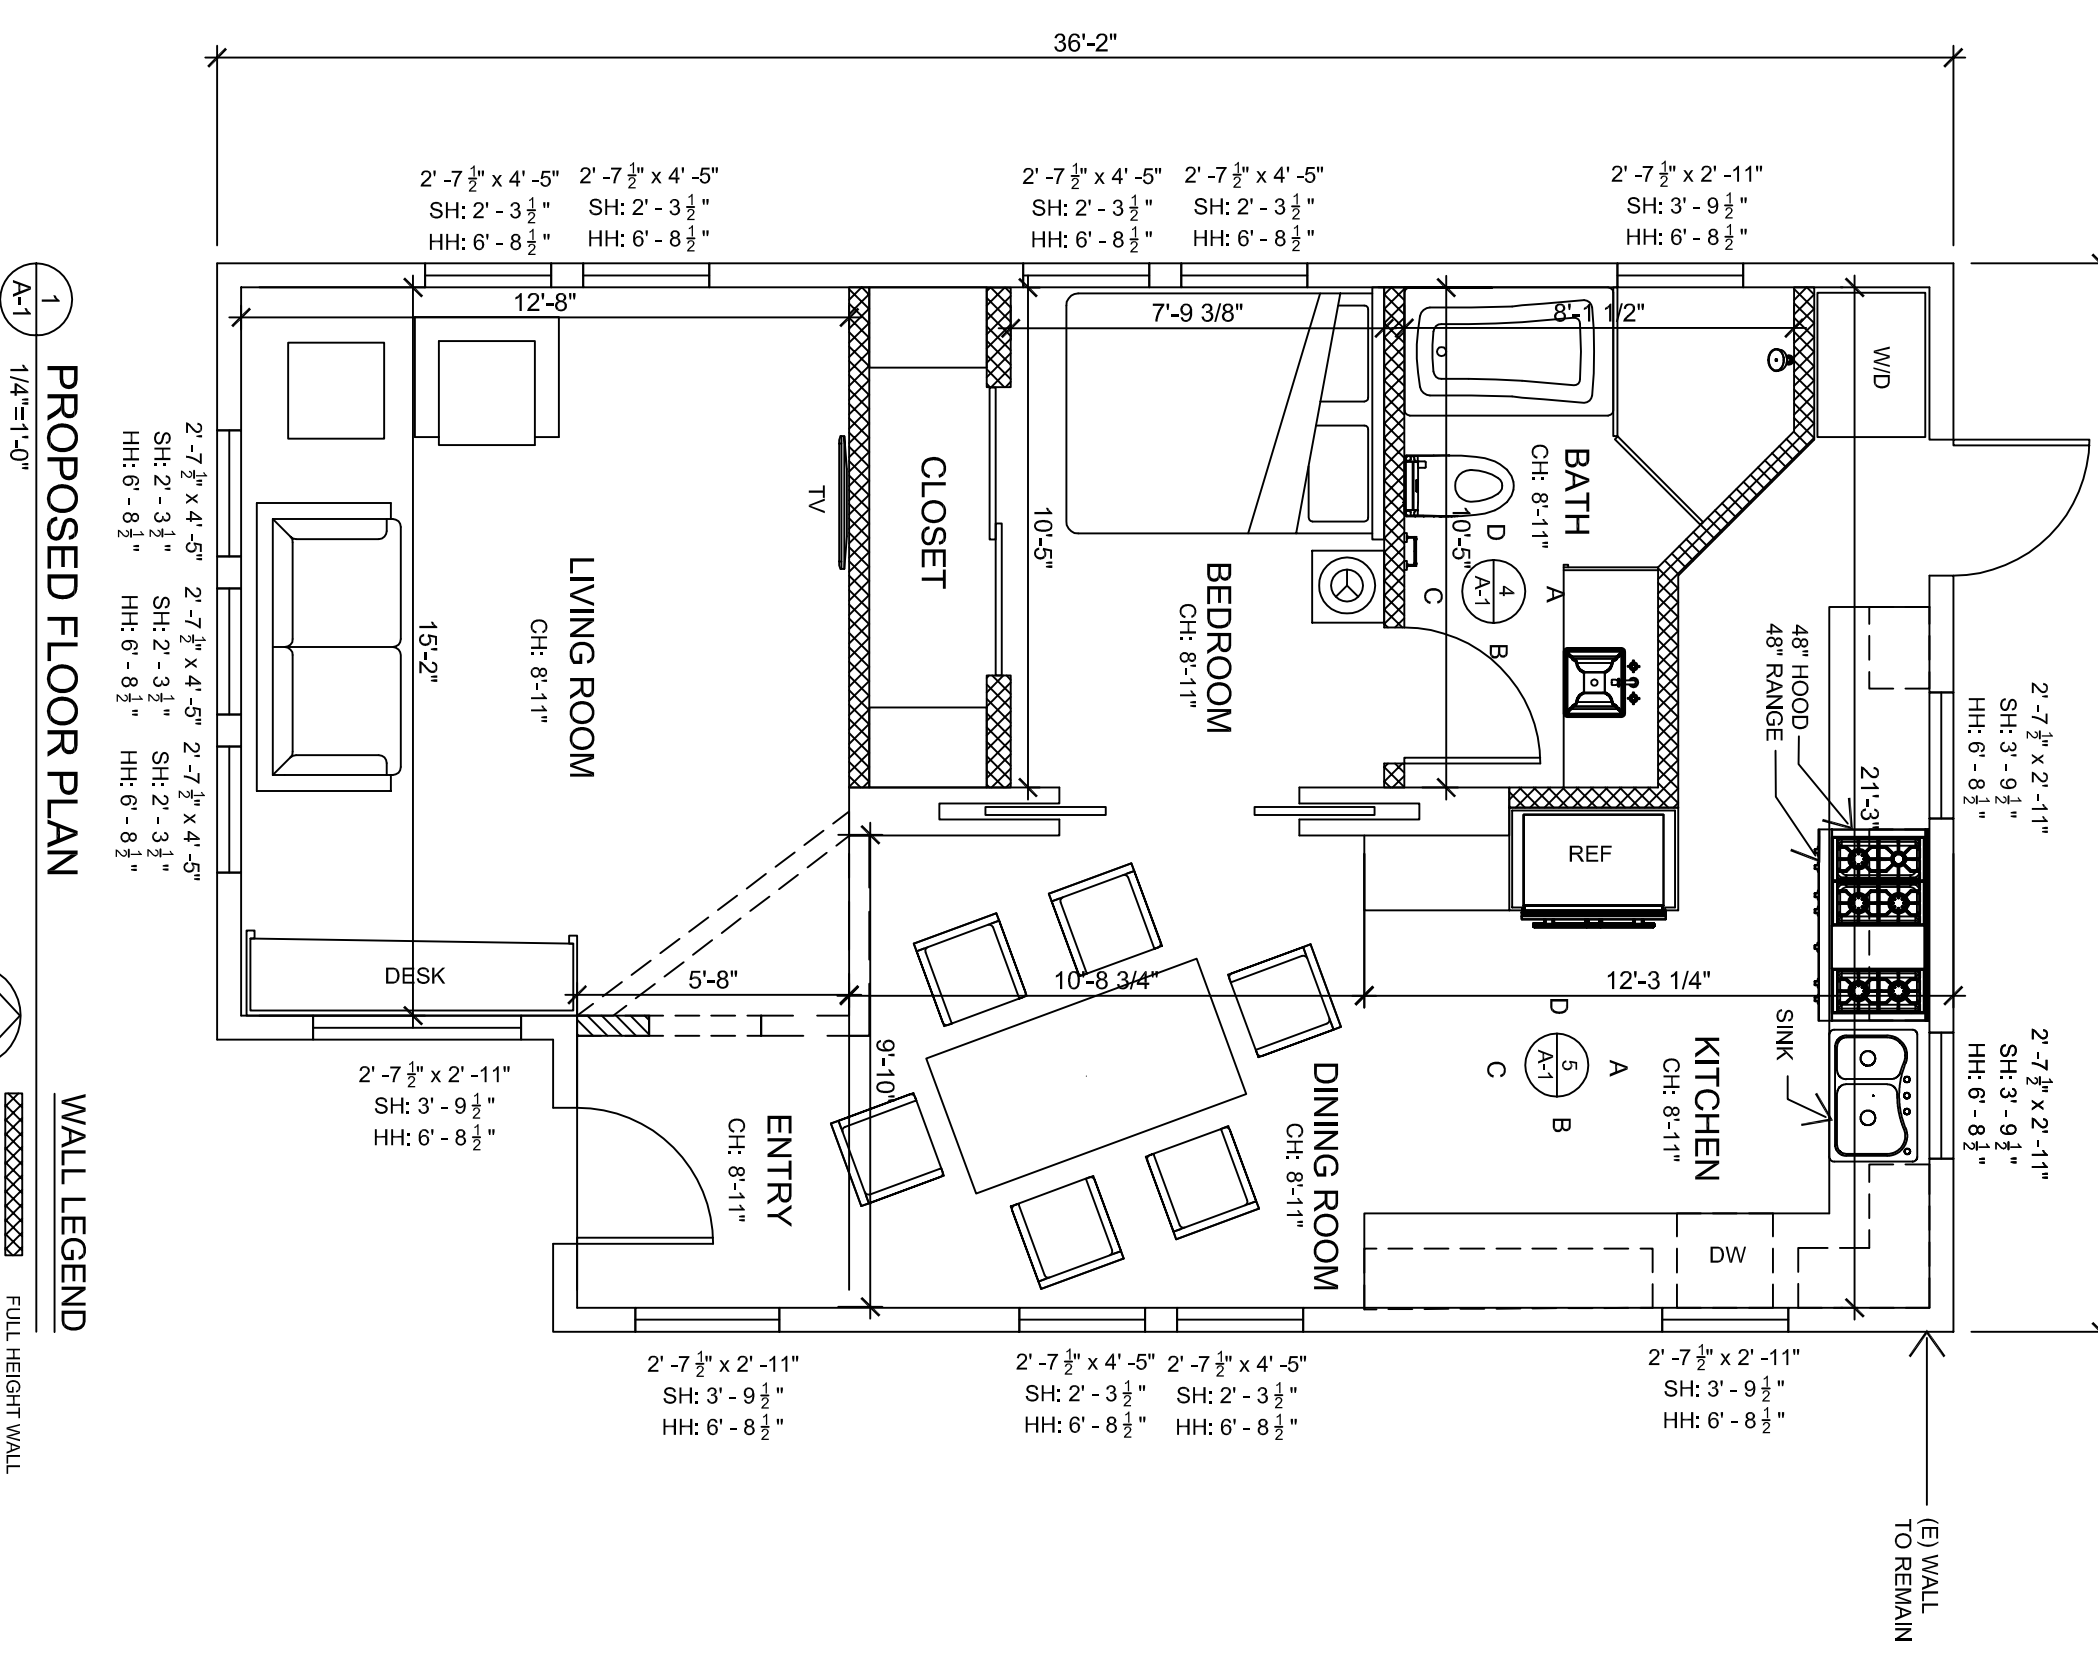 36'-2"
2' -7 1/2" x 4' -5"
SH: 2' - 3 1/2"
HH: 6' - 8 1/2"
2' -7 1/2" x 4' -5"
SH: 2' - 3 1/2"
HH: 6' - 8 1/2"
2' -7 1/2" x 4' -5"
SH: 2' - 3 1/2"
HH: 6' - 8 1/2"
2' -7 1/2" x 4' -5"
SH: 2' - 3 1/2"
HH: 6' - 8 1/2"
2' -7 1/2" x 2' -11"
SH: 3' - 9 1/2"
HH: 6' - 8 1/2"
12'-8"
7'-9 3/8"
8'-1 1/2"
W/D
BATH
CH: 8'-11"
10'-5"
D
A
4
A-1
C
B
CLOSET
TV
10'-5"
BEDROOM
CH: 8'-11"
LIVING ROOM
CH: 8'-11"
15'-2"
DESK
48" HOOD
48" RANGE
21'-3"
REF
2' -7 1/2" x 2' -11"
SH: 3' - 9 1/2"
HH: 6' - 8 1/2"
2' -7 1/2" x 2' -11"
SH: 3' - 9 1/2"
HH: 6' - 8 1/2"
5'-8"
10'-8 3/4"
12'-3 1/4"
SINK
KITCHEN
CH: 8'-11"
D
A
5
A-1
C
B
DW
9'-10"
DINING ROOM
CH: 8'-11"
ENTRY
CH: 8'-11"
2' -7 1/2" x 4' -5"
SH: 2' - 3 1/2"
HH: 6' - 8 1/2"
2' -7 1/2" x 4' -5"
SH: 2' - 3 1/2"
HH: 6' - 8 1/2"
2' -7 1/2" x 4' -5"
SH: 2' - 3 1/2"
HH: 6' - 8 1/2"
2' -7 1/2" x 2' -11"
SH: 3' - 9 1/2"
HH: 6' - 8 1/2"
2' -7 1/2" x 2' -11"
SH: 3' - 9 1/2"
HH: 6' - 8 1/2"
2' -7 1/2" x 4' -5"
SH: 2' - 3 1/2"
HH: 6' - 8 1/2"
2' -7 1/2" x 4' -5"
SH: 2' - 3 1/2"
HH: 6' - 8 1/2"
2' -7 1/2" x 2' -11"
SH: 3' - 9 1/2"
HH: 6' - 8 1/2"
(E) WALL
TO REMAIN
1
A-1
PROPOSED FLOOR PLAN
1/4"=1'-0"
WALL LEGEND
FULL HEIGHT WALL